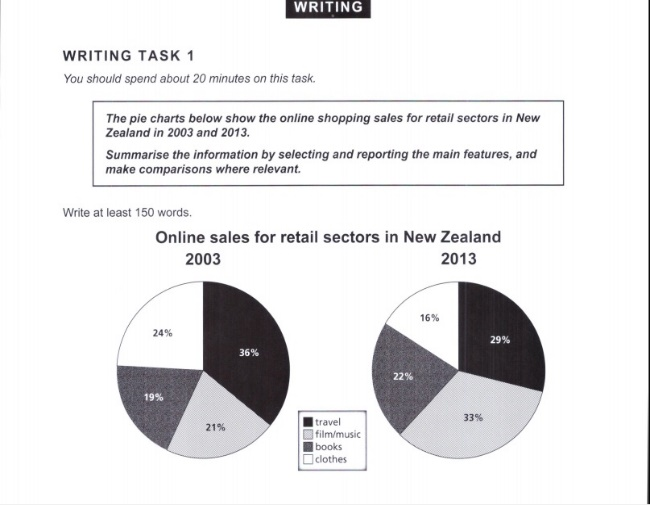 WRITING
WRITING TASK 1
You should spend about 20 minutes on this task.
The pie charts below show the online shopping sales for retail sectors in New
Zealand in 2003 and 2013.
Summarise the information by selecting and reporting the main features, and
make comparisons where relevant.
Write at least 150 words.
Online sales for retail sectors in New Zealand
2003
2013
24%
36%
19%
21%
16%
29%
22%
33%
travel
film/music
books
clothes